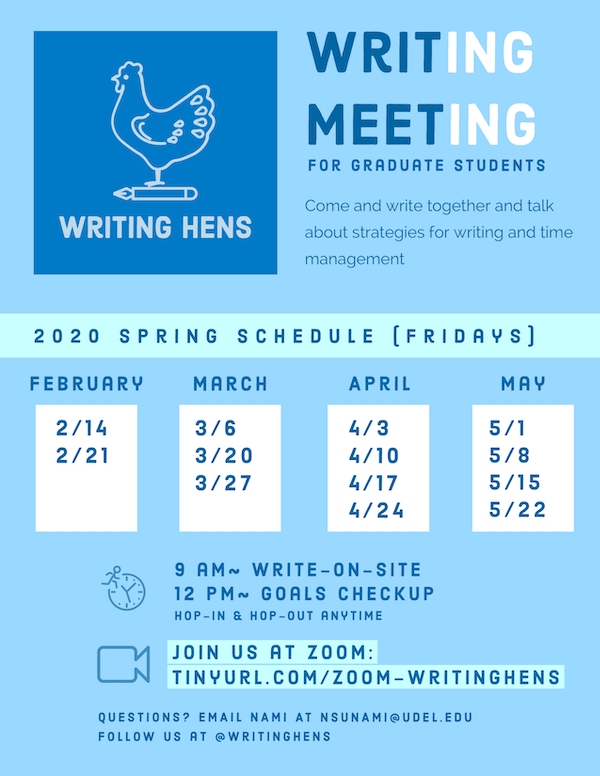 WRITING HENS
WRITING
MEETING
FOR GRADUATE STUDENTS
Come and write together and talk
about strategies for writing and time
management
2020 SPRING SCHEDULE (FRIDAYS)
FEBRUARY
2/14
2/21
MARCH
3/6
3/20
3/27
APRIL
4/3
4/10
4/17
4/24
MAY
5/1
5/8
5/15
5/22
9 AM~ WRITE-ON-SITE
12 PM~ GOALS CHECKUP
HOP-IN & HOP-OUT ANYTIME
JOIN US AT ZOOM:
TINYURL.COM/ZOOM-WRITINGHENS
QUESTIONS? EMAIL NAMI AT NSUNAMI@UDEL.EDU
FOLLOW US AT @WRITINGHENS